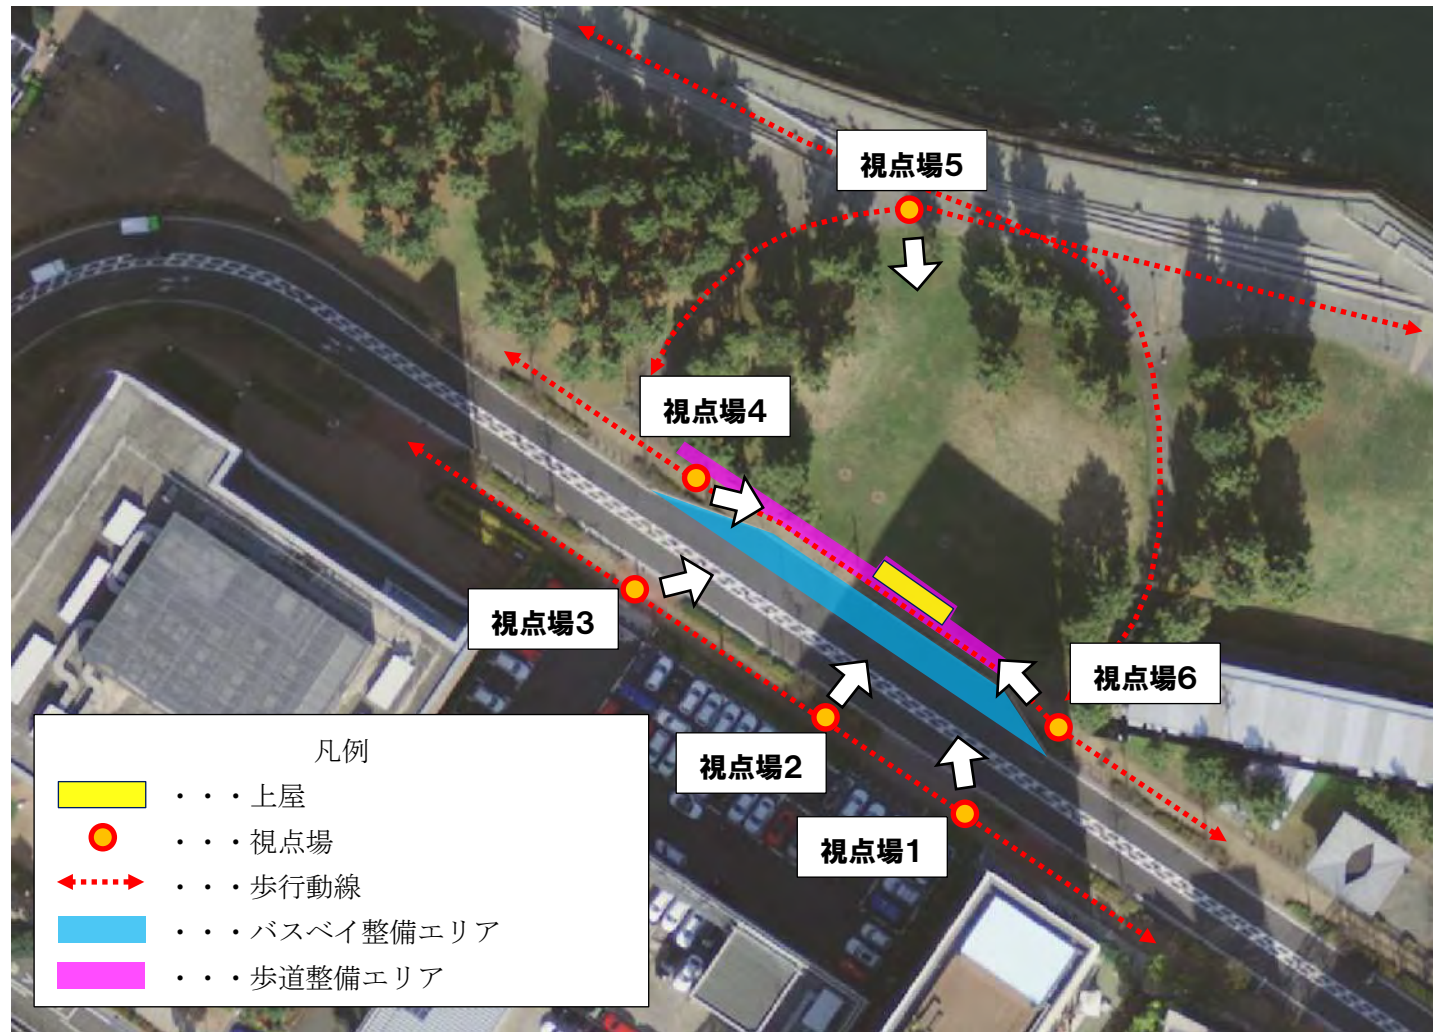 視点場5
視点場4
視点場3
視点場6
視点場2
視点場1
凡例
・・・上屋
・・・視点場
・・・歩行動線
・・・バスベイ整備エリア
・・・歩道整備エリア